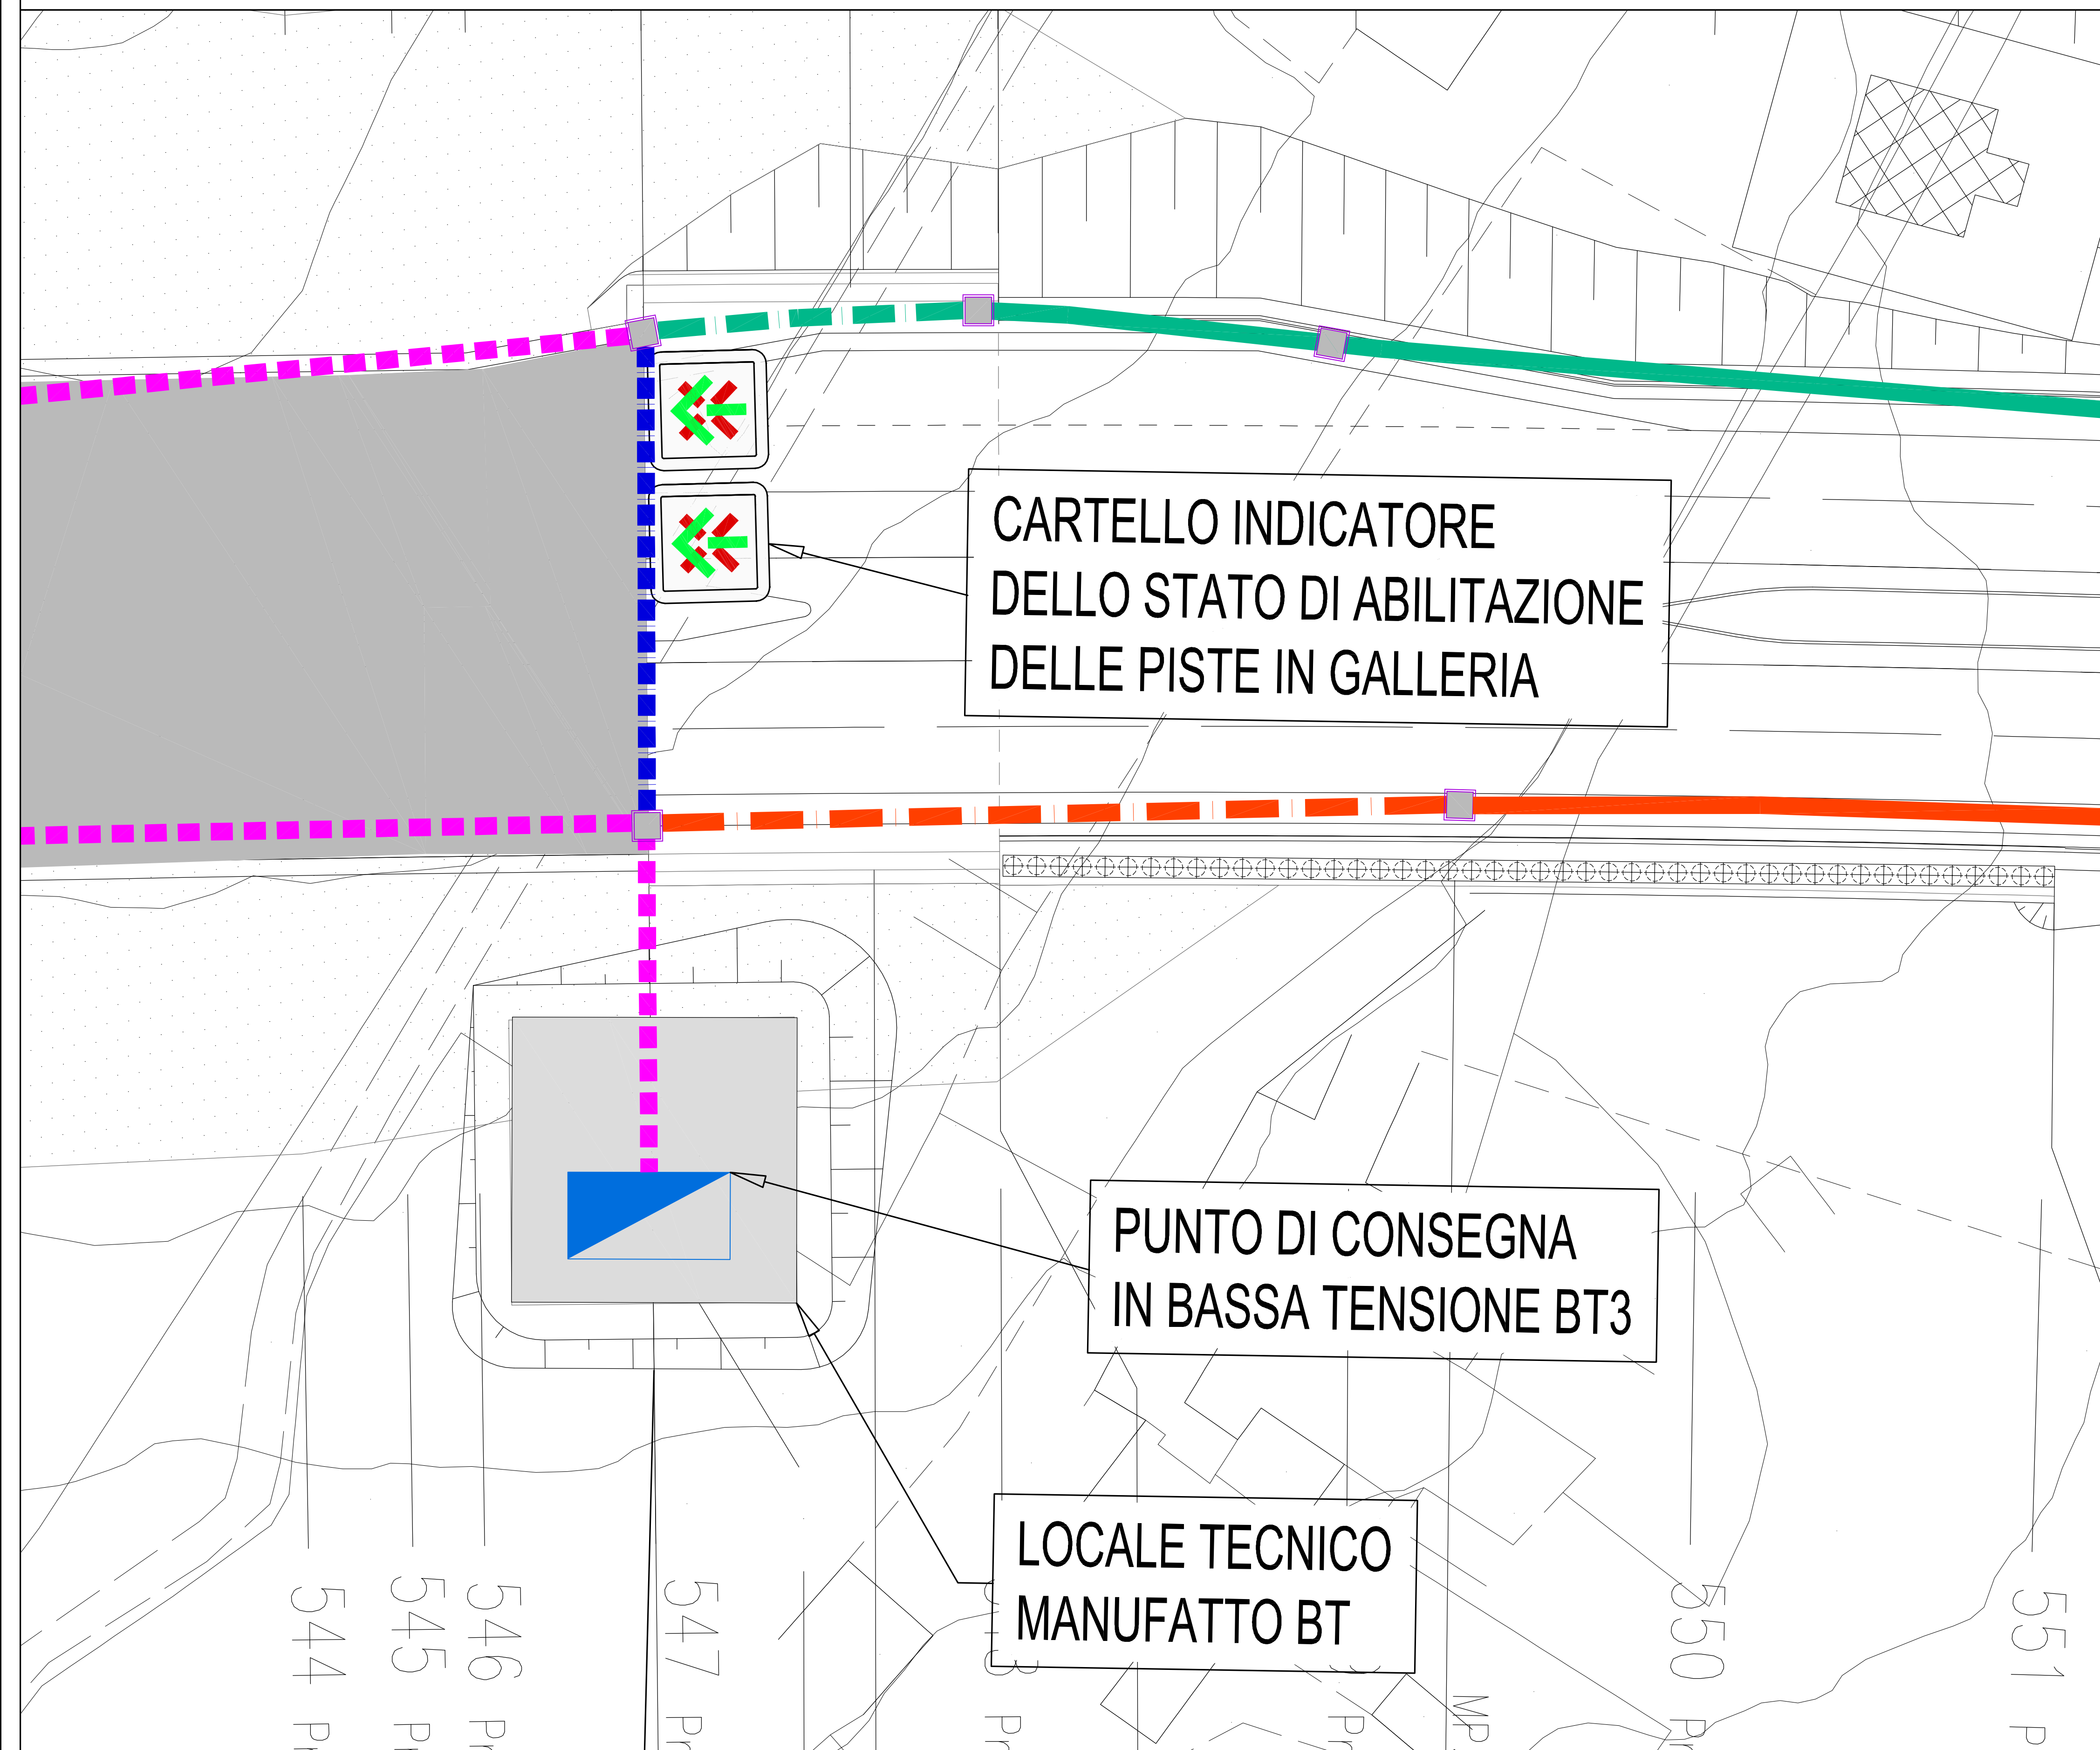 CARTELLO INDICATORE
DELLO STATO DI ABILITAZIONE
DELLE PISTE IN GALLERIA
PUNTO DI CONSEGNA
IN BASSA TENSIONE BT3
LOCALE TECNICO
MANUFATTO BT
544
545
546
547
550
551
MP